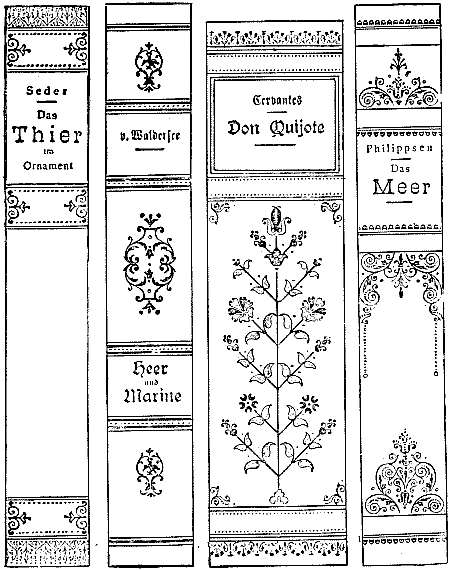 Seder
Das
Thier
im
Ornament
v. Waldersee
Heer
und
Marine
Cervantes
Don Quijote
Philippsen
Das
Meer